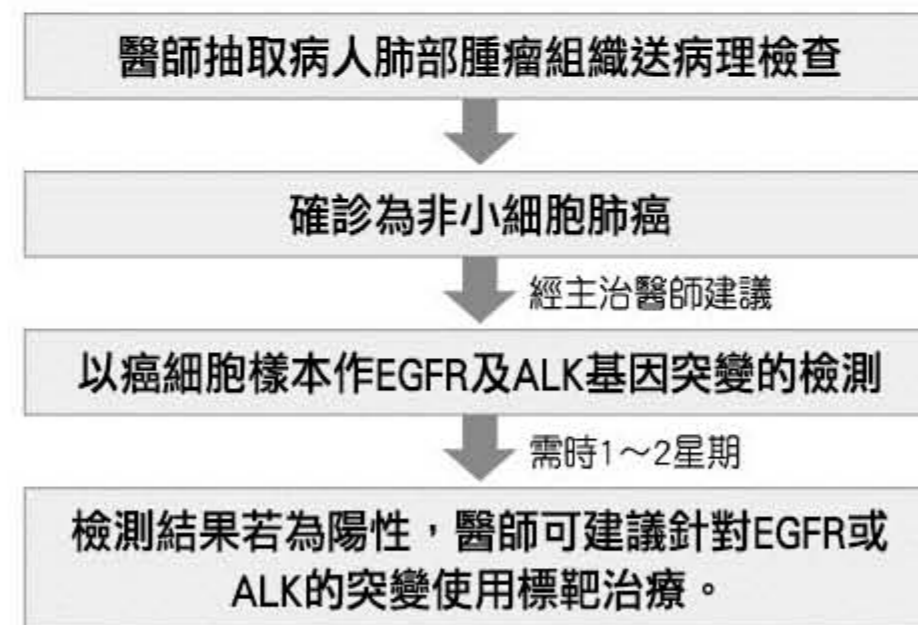 醫師抽取病人肺部腫瘤組織送病理檢查
確診為非小細胞肺癌
經主治醫師建議
以癌細胞樣本作EGFR及ALK基因突變的檢測
需時1～2星期
檢測結果若為陽性，醫師可建議針對EGFR或
ALK的突變使用標靶治療。